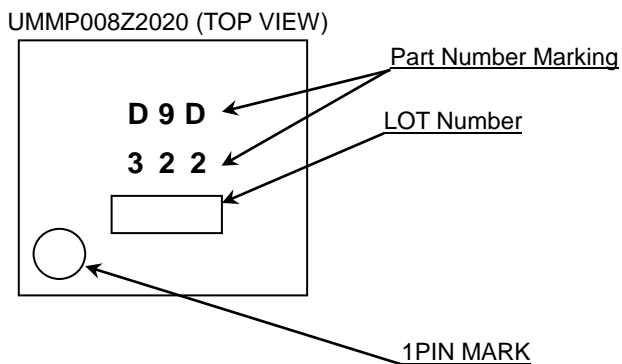 UMMP008Z2020 (TOP VIEW)
Part Number Marking
D 9 D
LOT Number
3 2 2
1PIN MARK